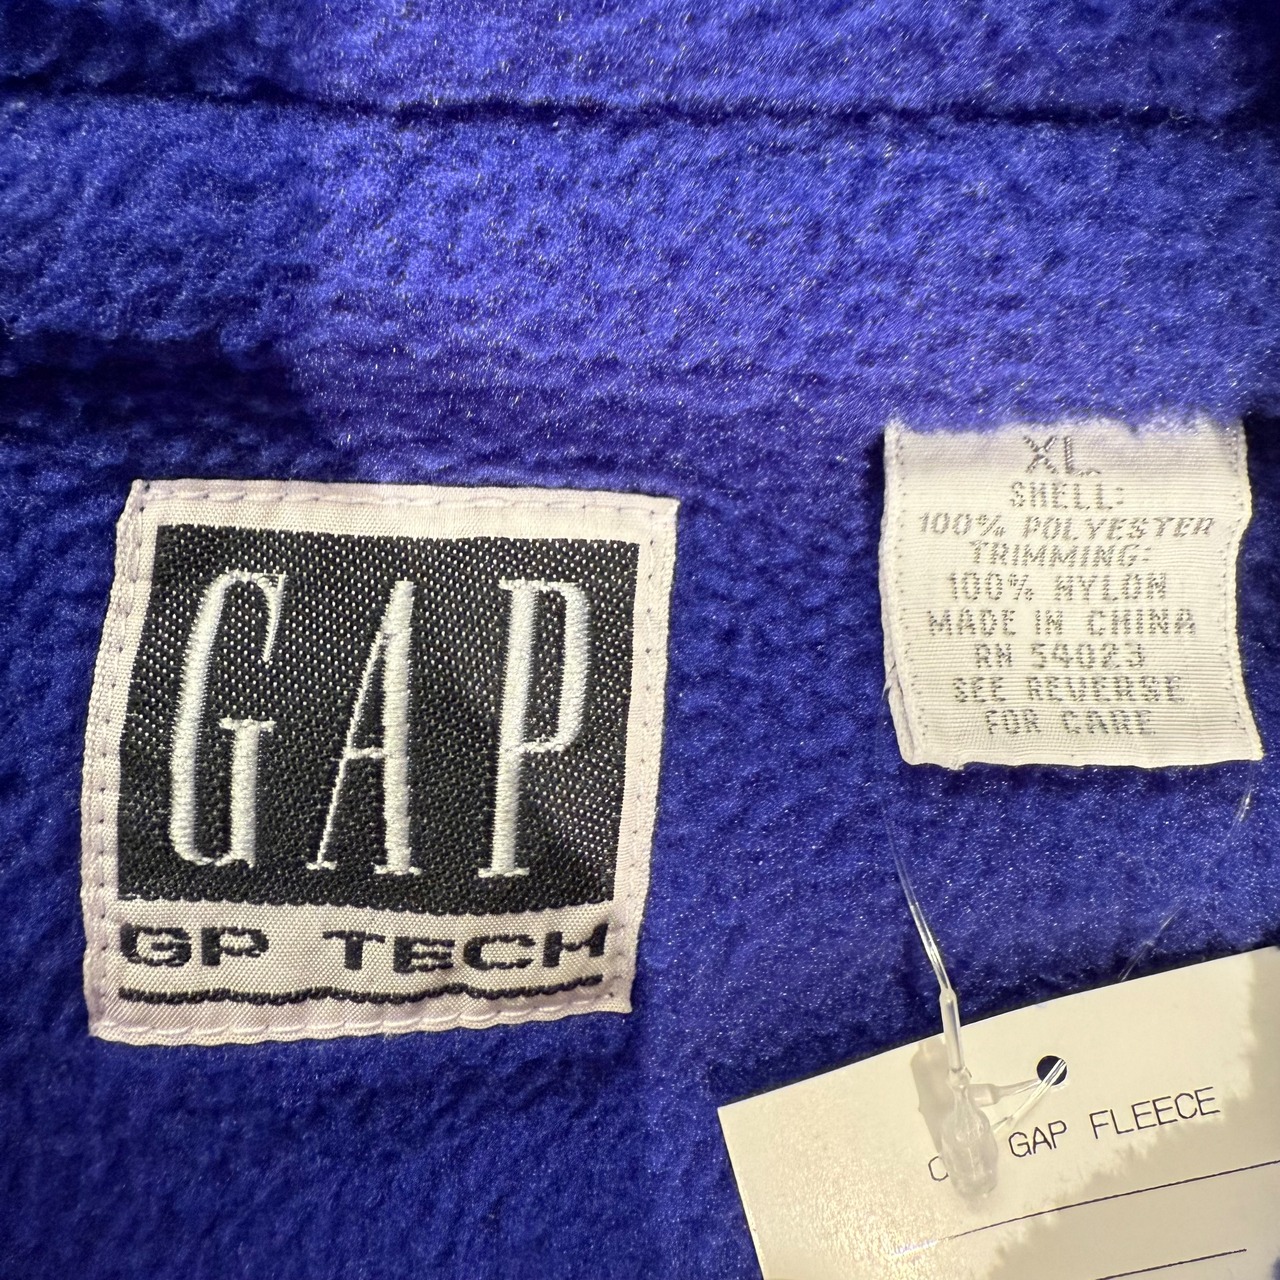 GAP
GP TECH
XL
SHELL:
100% POLYESTER
TRIMMING:
100% NYLON
MADE IN CHINA
RN 54023
SEE REVERSE
FOR CARE
GAP FLEECE